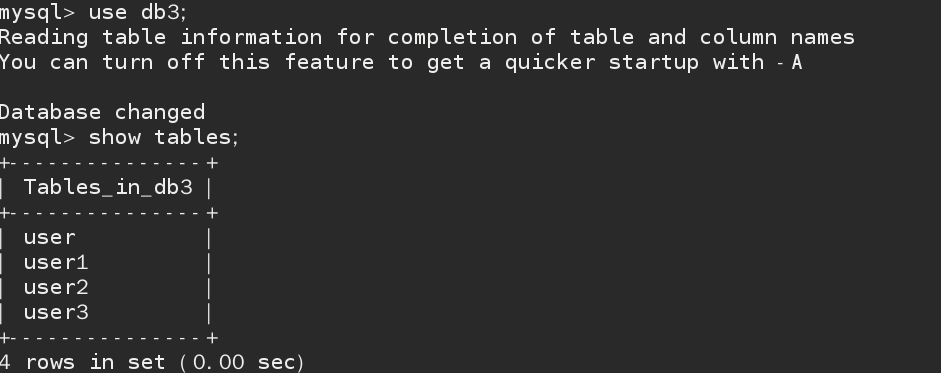 mysql> use db3;
Reading table information for completion of table and column names
You can turn off this feature to get a quicker startup with -A
Database changed
mysql> show tables;
+---------------+
| Tables_in_db3 |
+---------------+
| user          |
| user1         |
| user2         |
| user3         |
+---------------+
4 rows in set (0.00 sec)